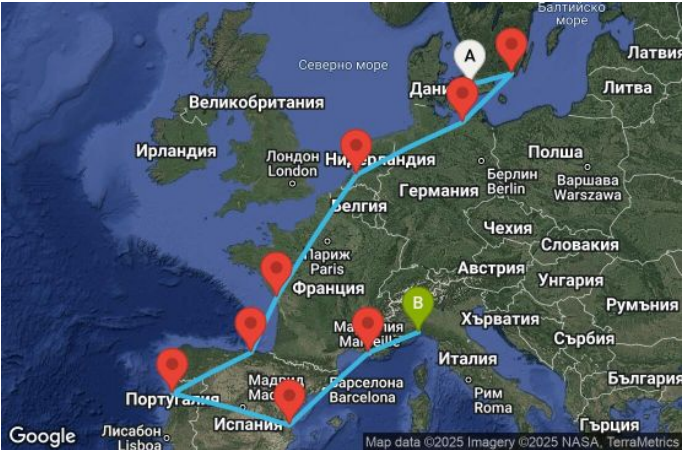 Балтийско
море
Северно море
A
Дани
Латвия
Литва
Великобритания
Ирландия
Лондон
London
Нидерландия
Полша
Берлин
Berlin
Варшава
Warszawa
Германия
Белгия
Чехия
Словакия
Париж
Paris
Австрия
Унгария
Франция
B
Румъния
Хърватия
Сърбия
Marseille
Италия
България
Барселона
Barcelona
Рим
Roma
Португалия
Испания
Гърция
Лисабон
Lisboa
Google
Map data ©2025 Imagery ©2025 NASA, TerraMetrics